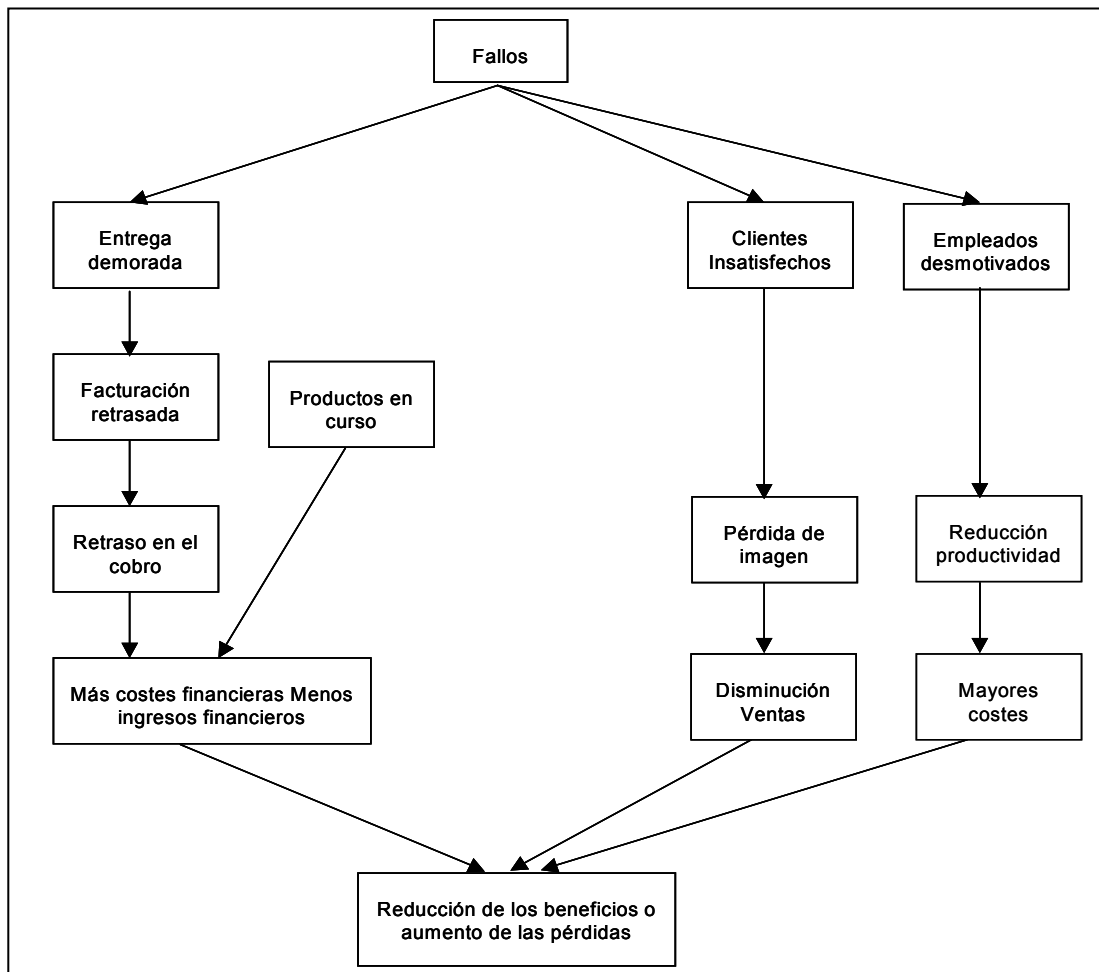 Fallos
Entrega
demorada
Clientes
Insatisfechos
Empleados
desmotivados
Facturación
retrasada
Productos en
curso
Retraso en el
cobro
Pérdida de
imagen
Reducción
productividad
Más costes financieras Menos
ingresos financieros
Disminución
Ventas
Mayores
costes
Reducción de los beneficios o
aumento de las pérdidas